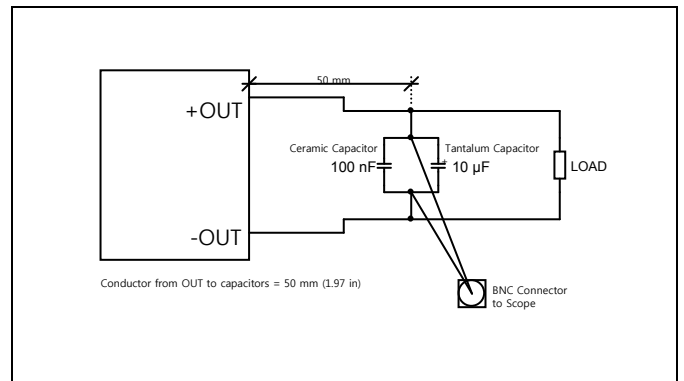 50 mm
+OUT
Ceramic Capacitor
Tantalum Capacitor
100 nF
+
10 µF
LOAD
-OUT
Conductor from OUT to capacitors = 50 mm (1.97 in)
BNC Connector
to Scope